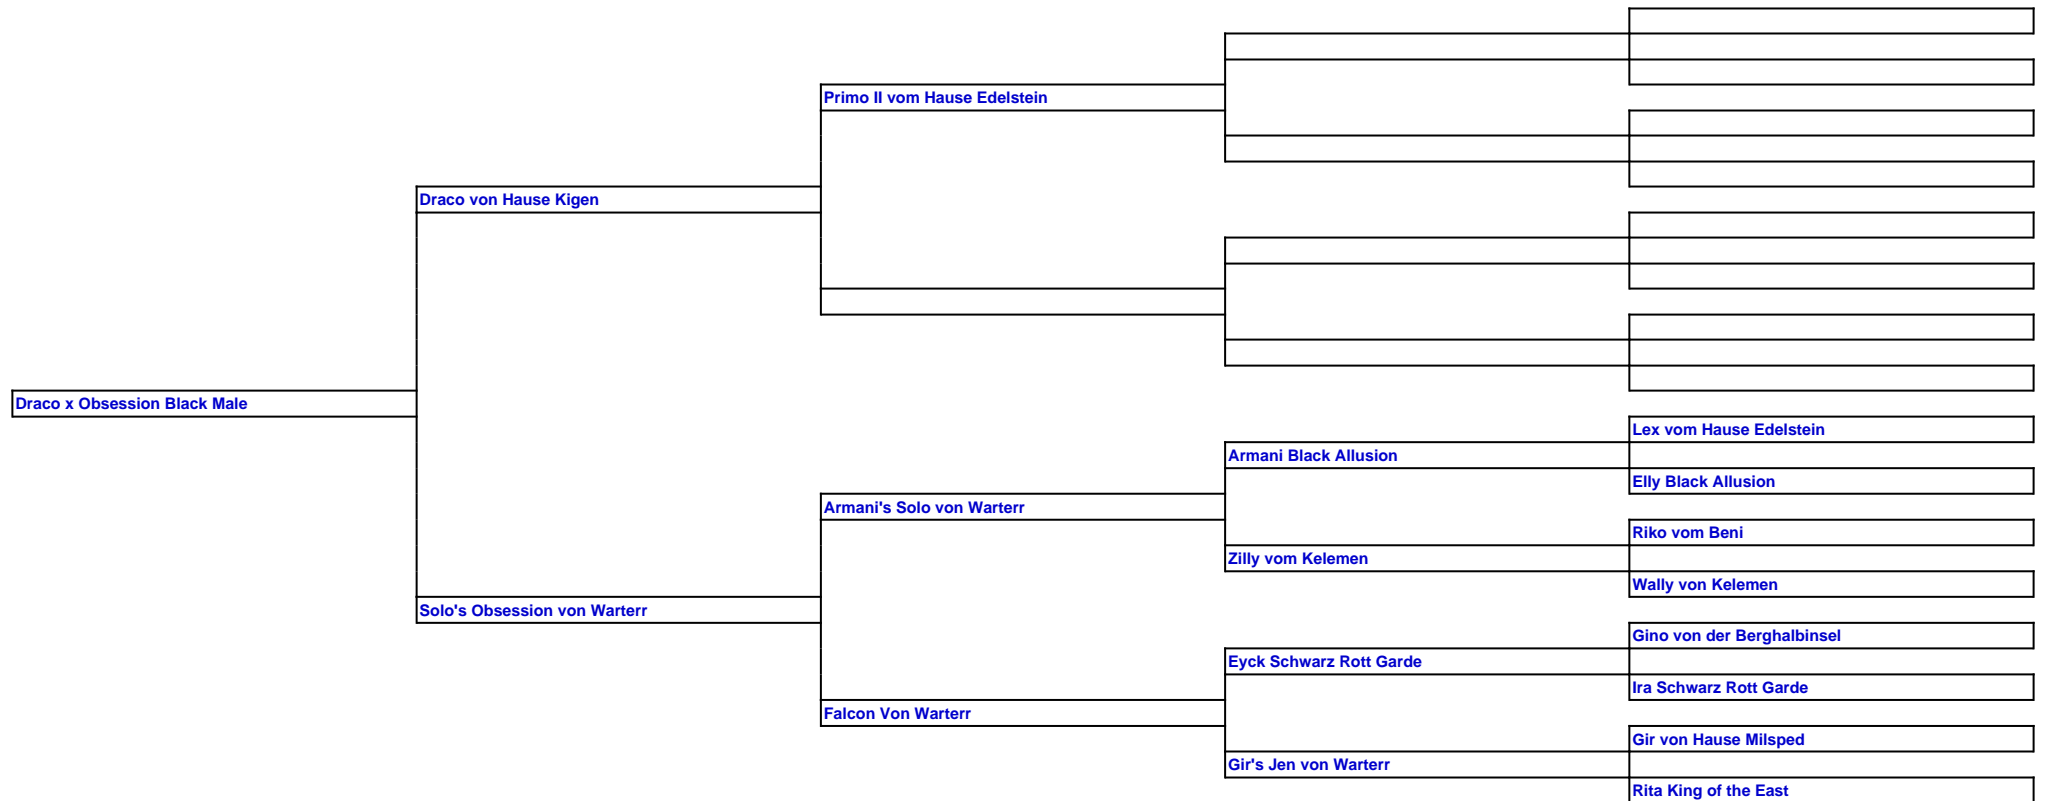 Primo II vom Hause Edelstein
Draco von Hause Kigen
Draco x Obsession Black Male
Lex vom Hause Edelstein
Armani Black Allusion
Elly Black Allusion
Armani's Solo von Warterr
Riko vom Beni
Zilly vom Kelemen
Wally von Kelemen
Solo's Obsession von Warterr
Gino von der Berghalbinsel
Eyck Schwarz Rott Garde
Ira Schwarz Rott Garde
Falcon Von Warterr
Gir von Hause Milsped
Gir's Jen von Warterr
Rita King of the East